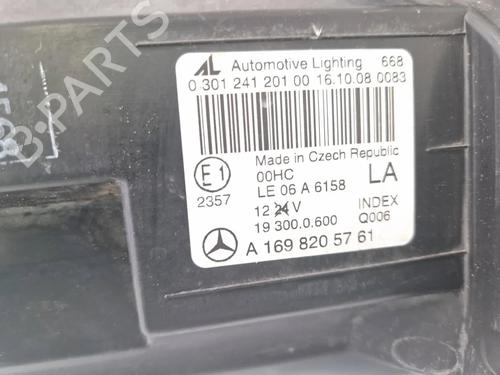 AL Automotive Lighting 668
0 301 241 201 00 16.10.08 0083
Made in Czech Republic
00HC LA
LE 06 A 6158
E1
2357
12 24 V INDEX
19 300.0.600 Q006
A 169 820 57 61
B-PARTS